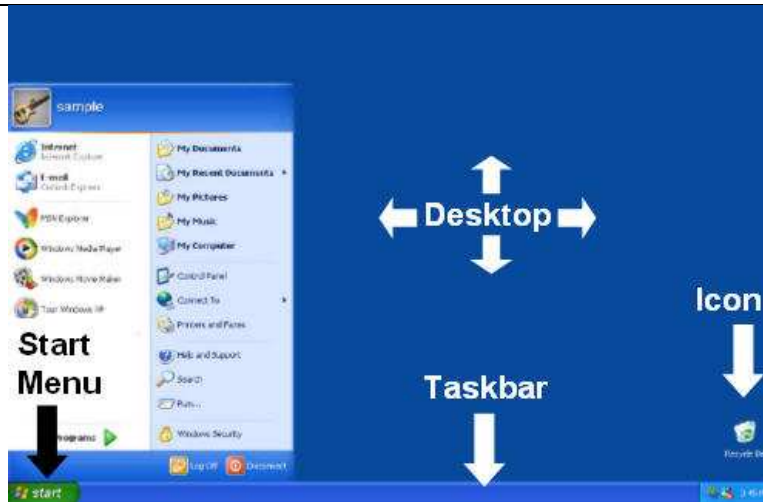 sample
Internet
Internet Explorer
E-mail
Outlook Express
MSN Explorer
Windows Media Player
Windows Movie Maker
Tour Windows XP
Start
Menu
Programs
My Documents
My Recent Documents
My Pictures
My Music
My Computer
Control Panel
Connect To
Printers and Faxes
Help and Support
Search
Run...
Windows Security
Log Off
Disconnect
start
Desktop
Taskbar
Icon
Recycle